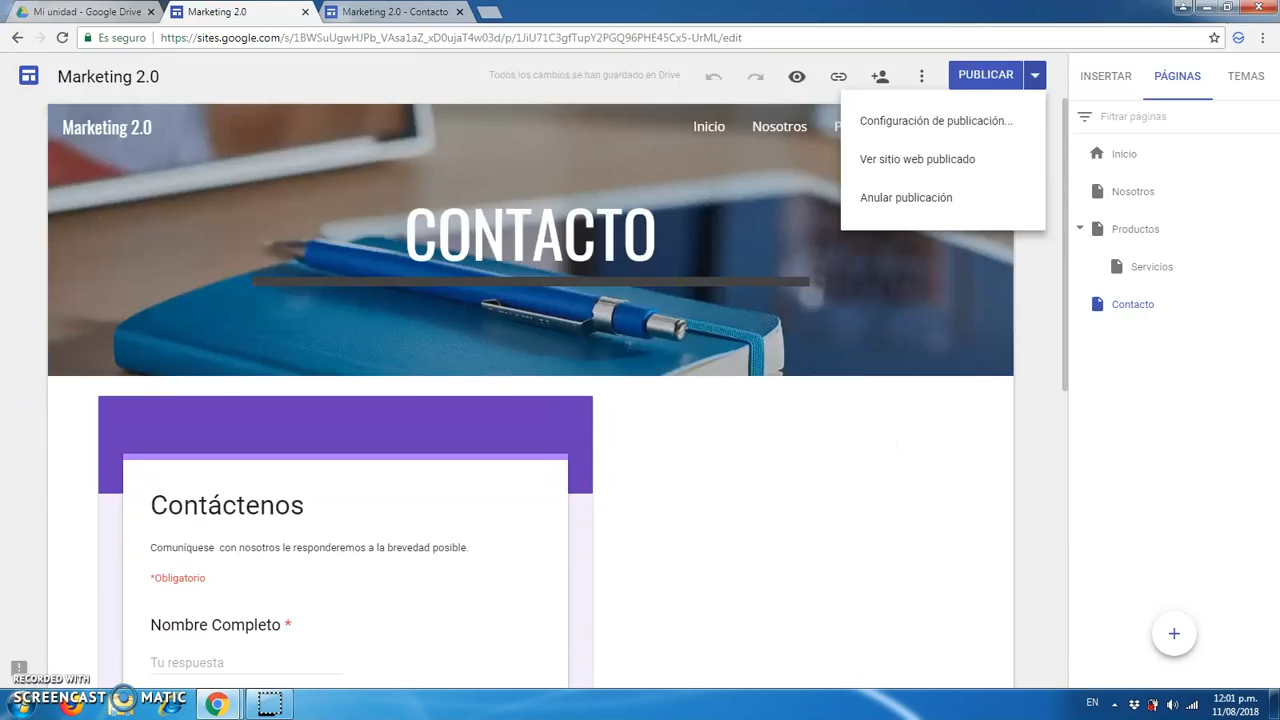 Mi unidad - Google Drive
Marketing 2.0
Marketing 2.0 - Contacto
Es seguro
https://sites.google.com/s/1BWSuUgwHJPb_VAsa1aZ_xD0ujaT4w03d/p/1JiU71C3gfTupY2PGQ96PHE45Cx5-UrML/edit
Marketing 2.0
Todos los cambios se han guardado en Drive
PUBLICAR
INSERTAR
PÁGINAS
TEMAS
Configuración de publicación...
Ver sitio web publicado
Anular publicación
Filtrar páginas
Inicio
Nosotros
Productos
Servicios
Contacto
Marketing 2.0
Inicio
Nosotros
P
CONTACTO
Contáctenos
Comuníquese con nosotros le responderemos a la brevedad posible.
*Obligatorio
Nombre Completo *
Tu respuesta
RECORDED WITH
SCREENCAST MATIC
EN
12:01 p.m.
11/08/2018